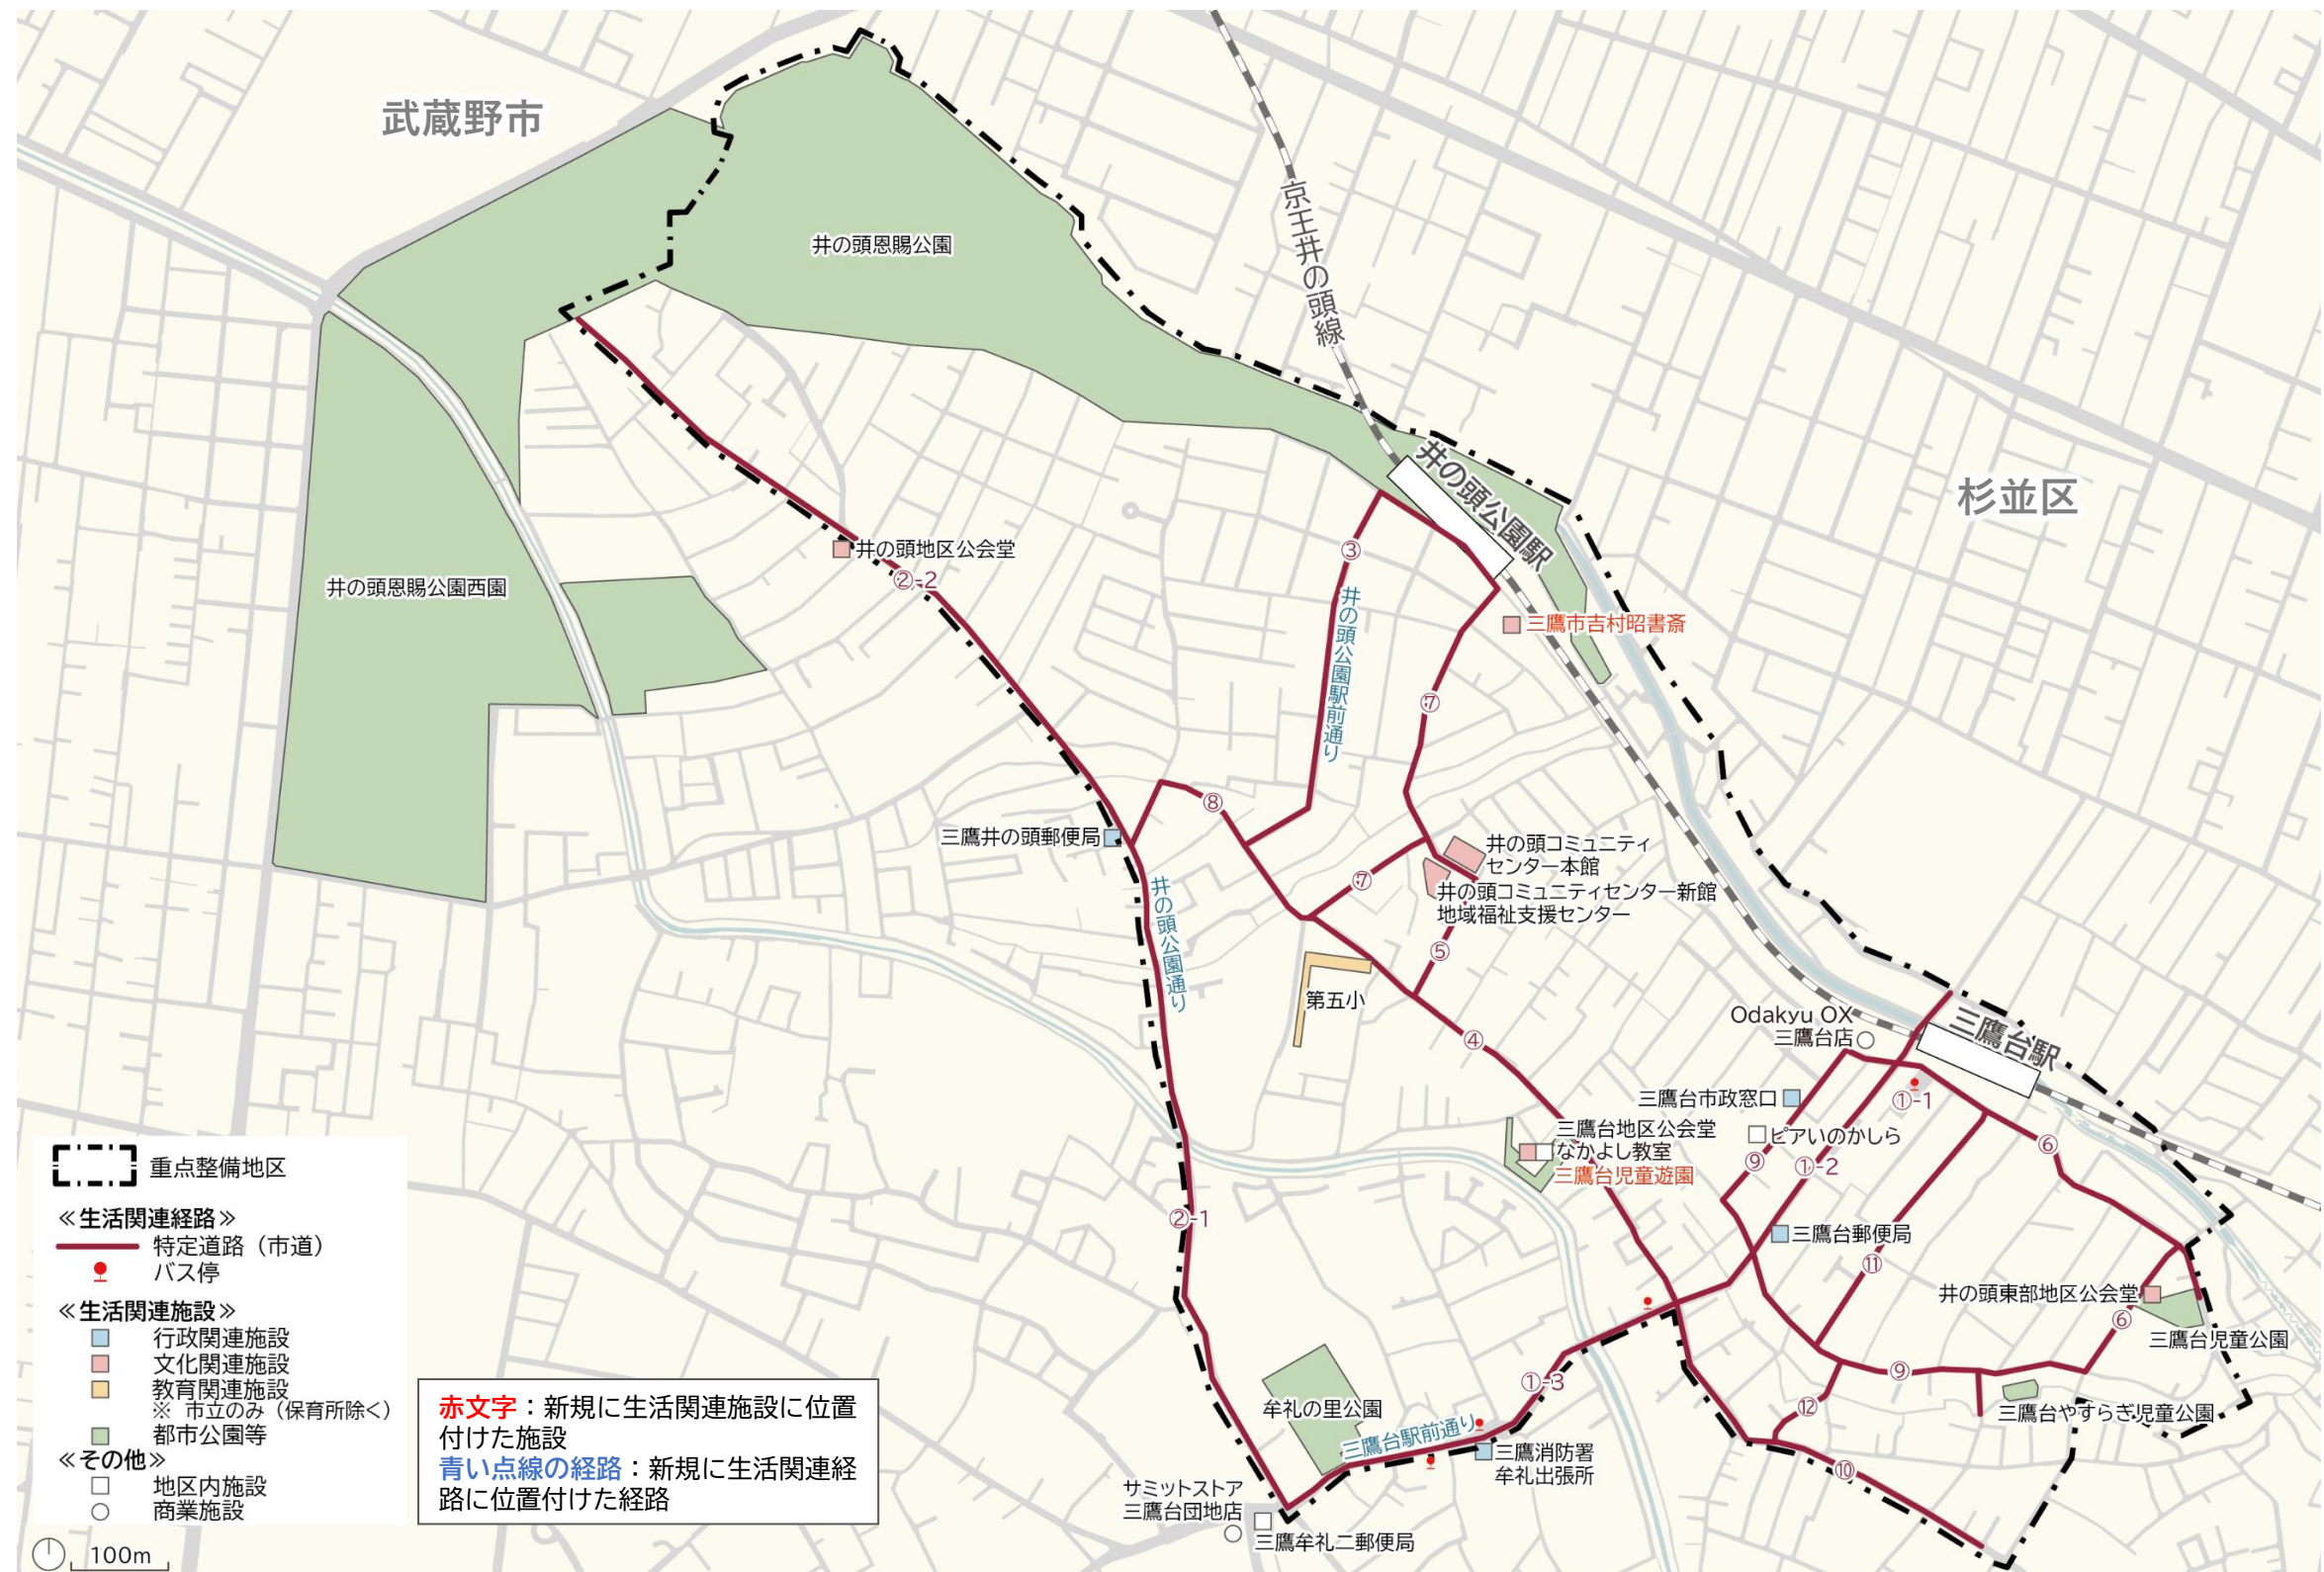 武蔵野市
京王井の頭線
井の頭恩賜公園
杉並区
井の頭公園駅
井の頭地区公会堂
②-2
③
井の頭恩賜公園西園
井の頭公園駅前通り
三鷹市吉村昭書斎
⑦
⑧
三鷹井の頭郵便局
井の頭コミュニティ
センター本館
⑦
井の頭コミュニティセンター新館
地域福祉支援センター
井の頭公園通り
⑤
第五小
④
Odakyu OX
三鷹台店
三鷹台駅
三鷹台市政窓口
①-1
三鷹台地区公会堂
なかよし教室
三鷹台児童遊園
ピアいのかしら
⑨
①-2
⑥
②-1
三鷹台郵便局
⑪
井の頭東部地区公会堂
⑥
三鷹台児童公園
⑨
①-3
牟礼の里公園
三鷹台駅前通り
⑫
三鷹台やすらぎ児童公園
三鷹消防署
牟礼出張所
⑩
サミットストア
三鷹台団地店
三鷹牟礼二郵便局
重点整備地区
≪生活関連経路≫
特定道路（市道）
バス停
≪生活関連施設≫
行政関連施設
文化関連施設
教育関連施設
※ 市立のみ（保育所除く）
都市公園等
≪その他≫
地区内施設
商業施設
100m
赤文字：新規に生活関連施設に位置
付けた施設
青い点線の経路：新規に生活関連経
路に位置付けた経路